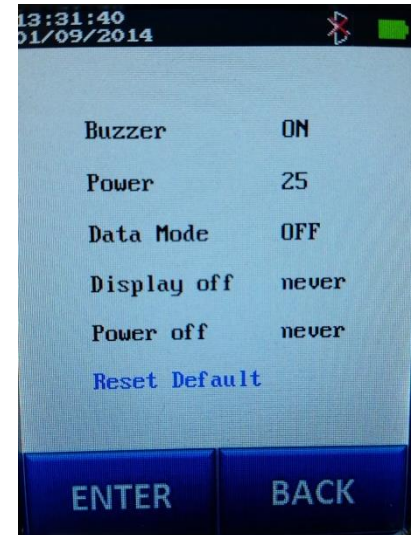 13:31:40
01/09/2014
Buzzer ON
Power 25
Data Mode OFF
Display off never
Power off never
Reset Default
ENTER BACK